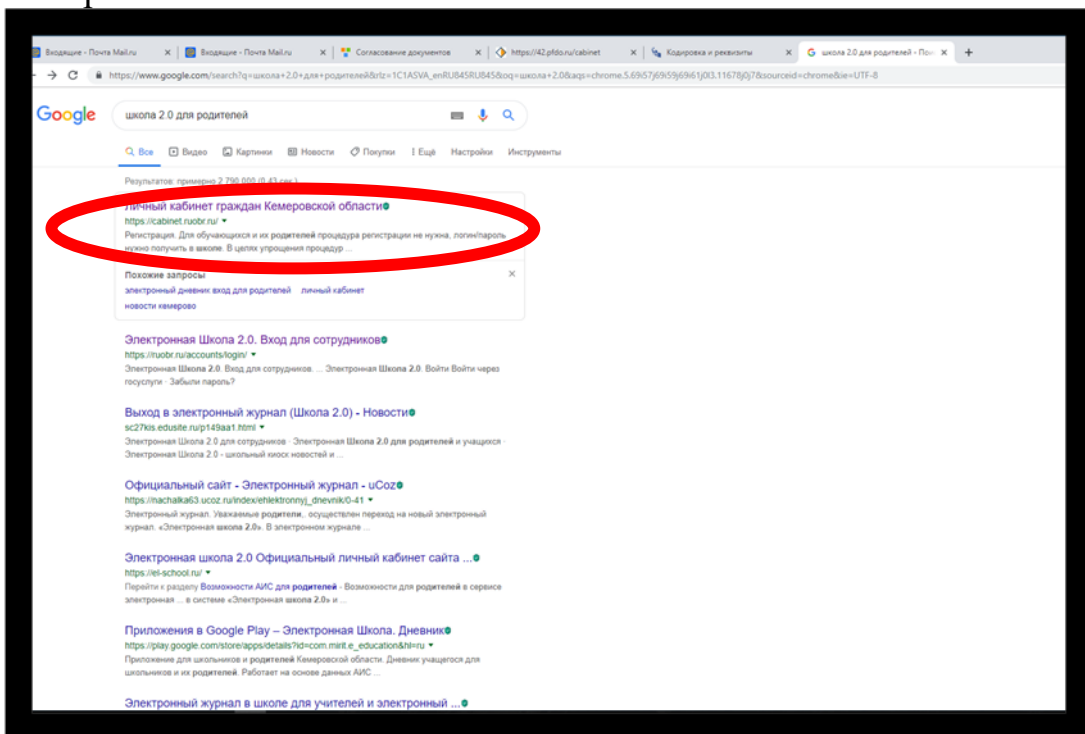 Входящие - Почта Mail.ru
Входящие - Почта Mail.ru
Согласование документов
https://42.pfdo.ru/cabinet
Кодировка и реквизиты
школа 2.0 для родителей - Пои
https://www.google.com/search?q=школа+2.0+для+родителей&rlz=1C1ASVA_enRU845RU845&oq=школа+2.0&aqs=chrome.5.69i57j69i59j69i61j0l3.11678j0j7&sourceid=chrome&ie=UTF-8
Google
школа 2.0 для родителей
Все Видео Картинки Новости Покупки Ещё Настройки Инструменты
Результатов: примерно 2 790 000 (0,43 сек.)
Личный кабинет граждан Кемеровской области
https://cabinet.ruobr.ru/
Регистрация. Для обучающихся и их родителей процедура регистрации не нужна, логин/пароль
нужно получить в школе. В целях упрощения процедур ...
Похожие запросы
электронный дневник вход для родителей личный кабинет
новости кемерово
Электронная Школа 2.0. Вход для сотрудников
https://ruobr.ru/accounts/login/
Электронная Школа 2.0. Вход для сотрудников. ... Электронная Школа 2.0. Войти Войти через
госуслуги · Забыли пароль?
Выход в электронный журнал (Школа 2.0) - Новости
sc27kis.edusite.ru/p149aa1.html
Электронная Школа 2.0 для сотрудников · Электронная Школа 2.0 для родителей и учащихся ·
Электронная Школа 2.0 - школьный киоск новостей и ...
Официальный сайт - Электронный журнал - uCoz
https://nachalka63.ucoz.ru/index/ehlektronnyj_dnevnik/0-41
Электронный журнал. Уважаемые родители,. осуществлен переход на новый электронный
журнал. «Электронная школа 2.0». В электронном журнале ...
Электронная школа 2.0 Официальный личный кабинет сайта ...
https://el-school.ru/
Перейти к разделу Возможности АИС для родителей - Возможности для родителей в сервисе
электронная ... в системе «Электронная школа 2.0» и ...
Приложения в Google Play – Электронная Школа. Дневник
https://play.google.com/store/apps/details?id=com.mirit.e_education&hl=ru
Приложение для школьников и родителей Кемеровской области. Дневник учащегося для
школьников и их родителей. Работает на основе данных АИС ...
Электронный журнал в школе для учителей и электронный ...